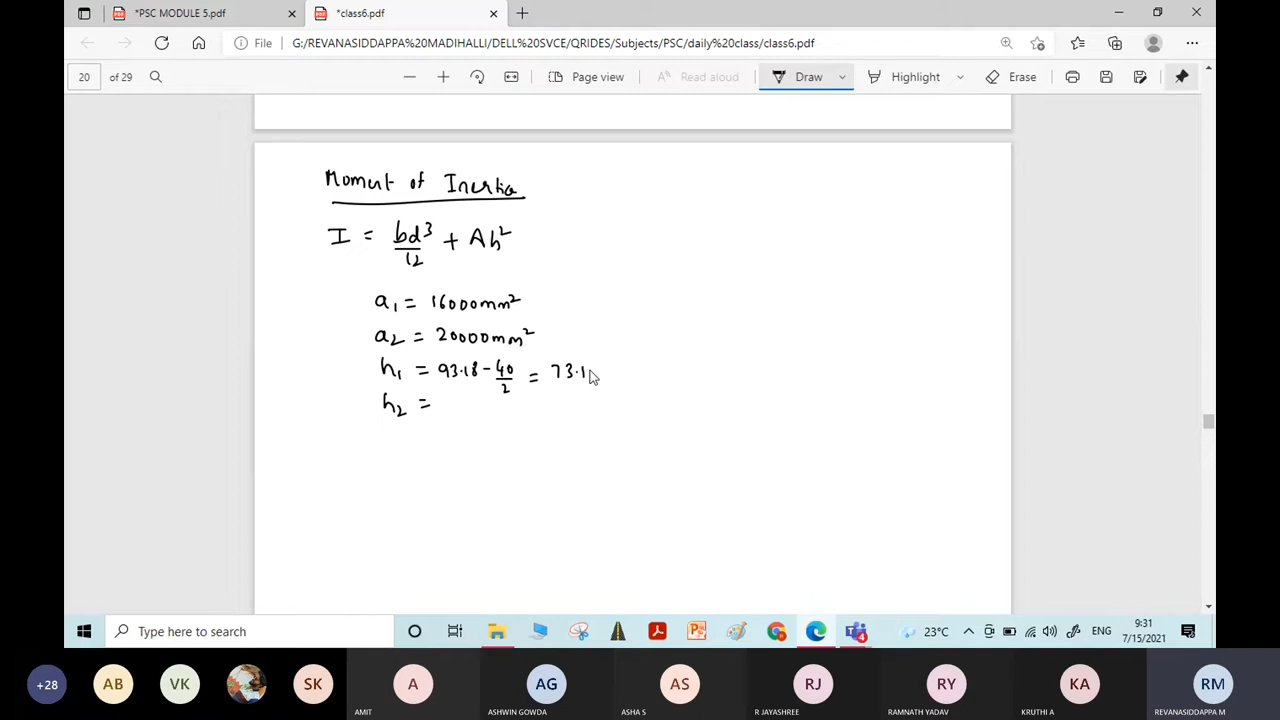 *PSC MODULE 5.pdf
*class6.pdf
File G:/REVANASIDDAPPA%20MADIHALLI/DELL%20SVCE/QRIDES/Subjects/PSC/daily%20class/class6.pdf
20 of 29 Page view Read aloud Draw Highlight Erase
Moment of Inertia
I = bd³/12 + Ah²
a₁ = 16000mm²
a₂ = 20000mm²
h₁ = 93.18 - 40/2 = 73.1
h₂ =
Type here to search
4
23°C
ENG
9:31
7/15/2021
+28 AB VK SK A AG AS RJ RY KA RM
AMIT ASHWIN GOWDA ASHA S R JAYASHREE RAMNATH YADAV KRUTHI A REVANASIDDAPPA M